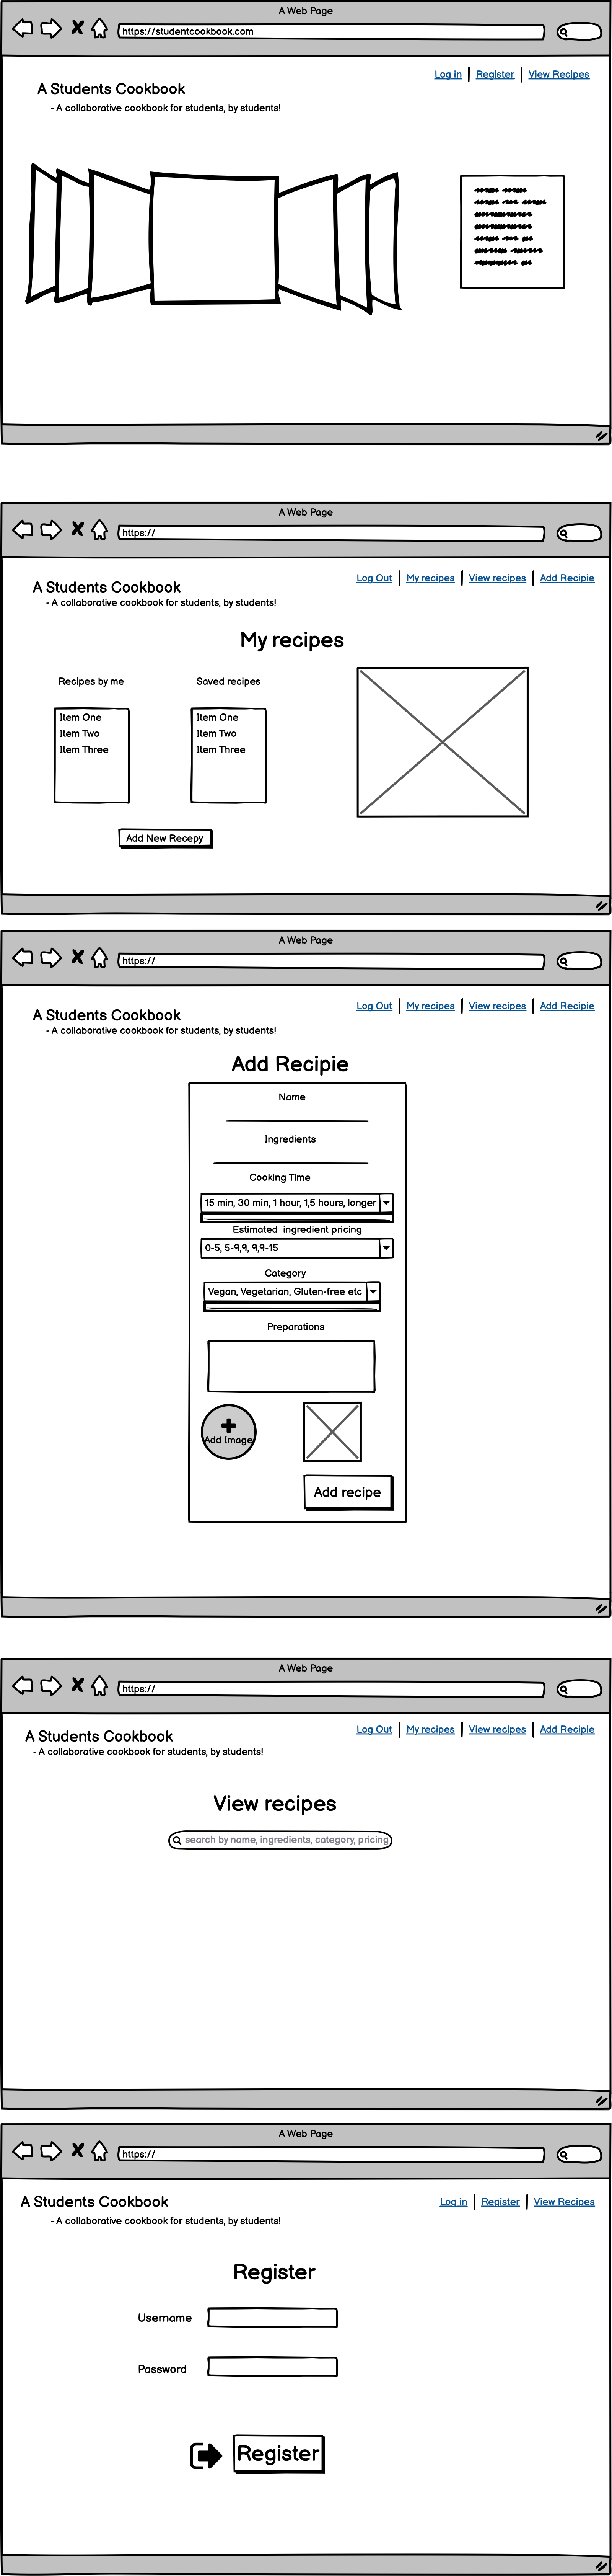 A Web Page
https://studentcookbook.com
Log in | Register | View Recipes
A Students Cookbook
- A collaborative cookbook for students, by students!
A Web Page
https://
Log Out | My recipes | View recipes | Add Recipie
A Students Cookbook
- A collaborative cookbook for students, by students!
My recipes
Recipes by me
Saved recipes
Item One
Item Two
Item Three
Item One
Item Two
Item Three
Add New Recepy
A Web Page
https://
Log Out | My recipes | View recipes | Add Recipie
A Students Cookbook
- A collaborative cookbook for students, by students!
Add Recipie
Name
Ingredients
Cooking Time
15 min, 30 min, 1 hour, 1,5 hours, longer
Estimated ingredient pricing
0-5, 5-9,9, 9,9-15
Category
Vegan, Vegetarian, Gluten-free etc
Preparations
Add Image
Add recipe
A Web Page
https://
Log Out | My recipes | View recipes | Add Recipie
A Students Cookbook
- A collaborative cookbook for students, by students!
View recipes
search by name, ingredients, category, pricing
A Web Page
https://
Log in | Register | View Recipes
A Students Cookbook
- A collaborative cookbook for students, by students!
Register
Username
Password
Register